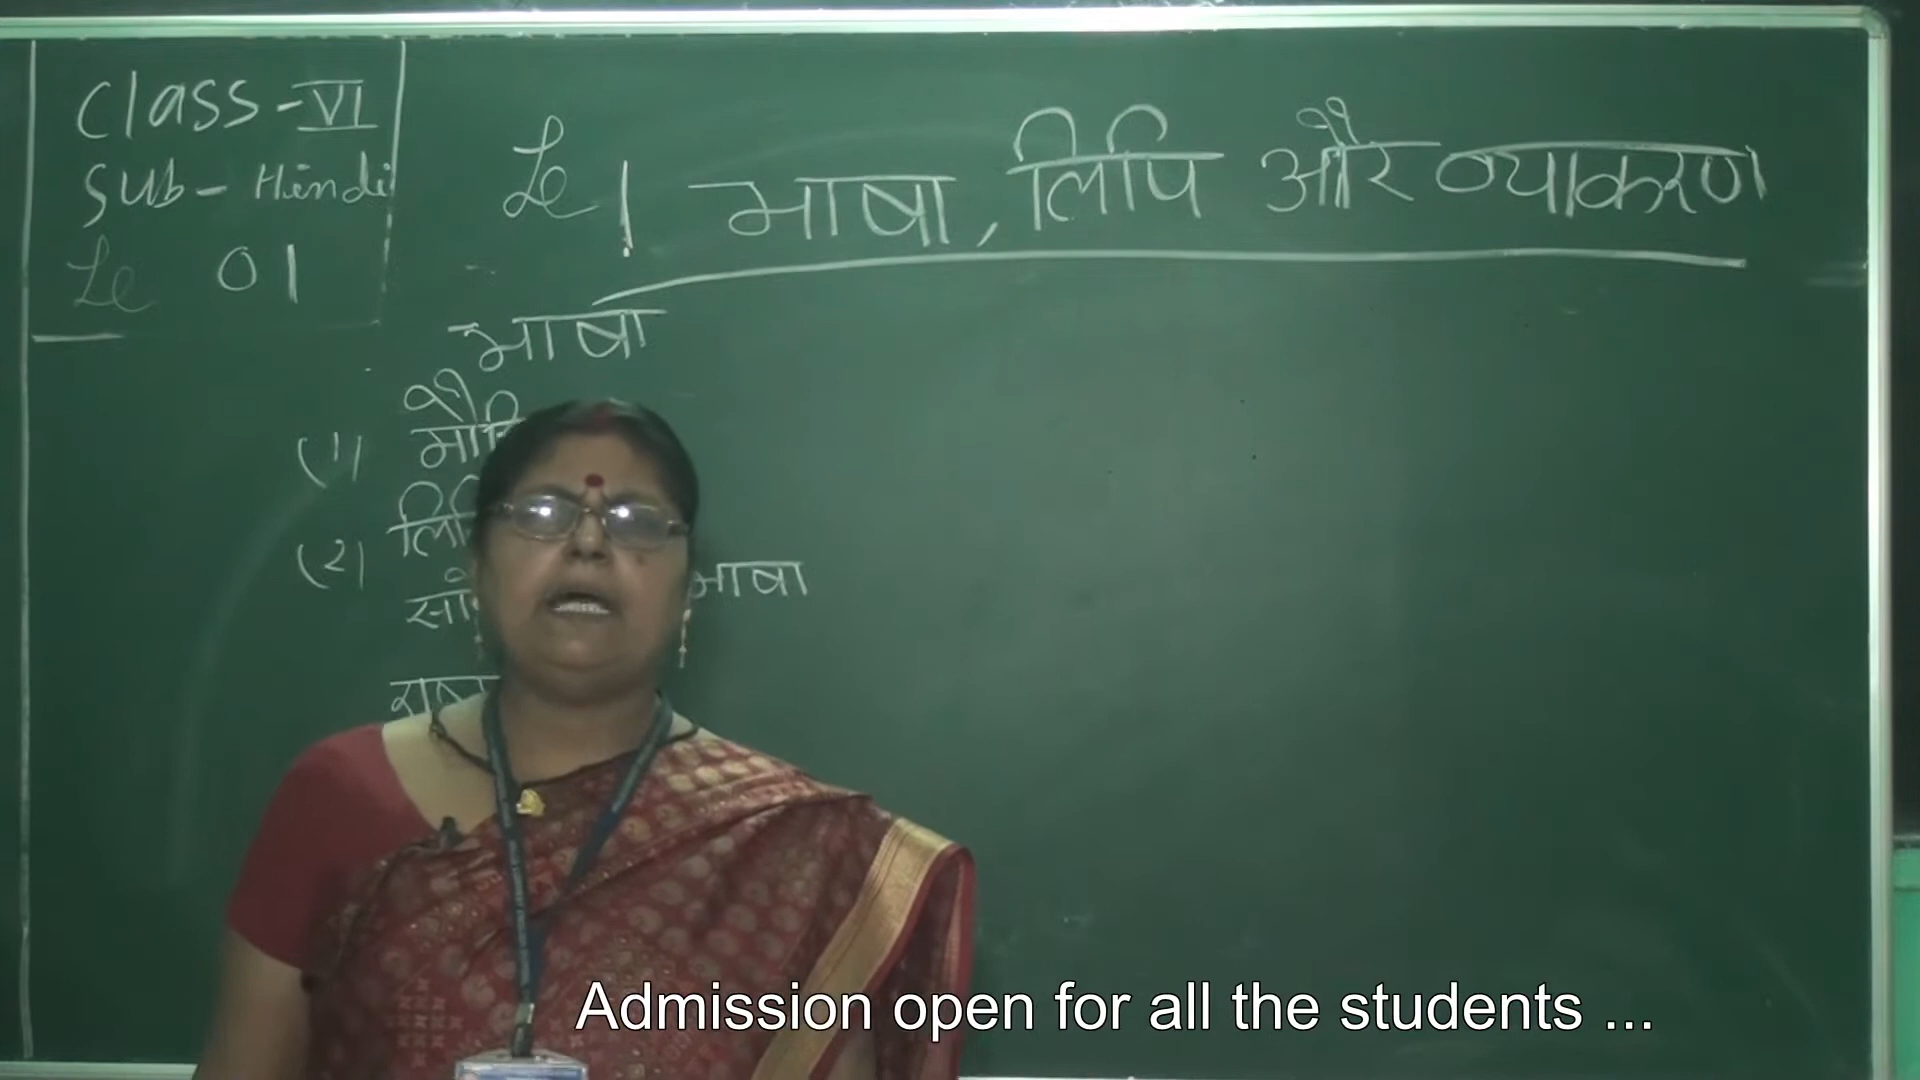 Class-VI
Sub-Hindi
Le 01
Le 1 भाषा, लिपि और व्याकरण
भाषा
(1)
(2)
भाषा
Admission open for all the students ...